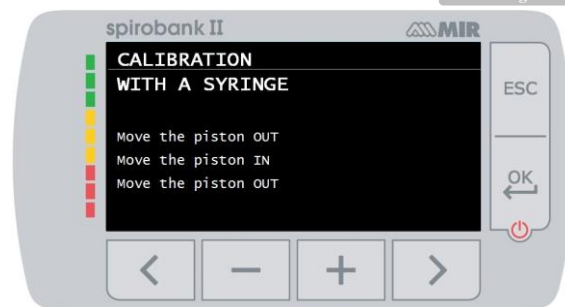 spirobank II
MIR
CALIBRATION
WITH A SYRINGE
ESC
Move the piston OUT
Move the piston IN
Move the piston OUT
OK
< - + >